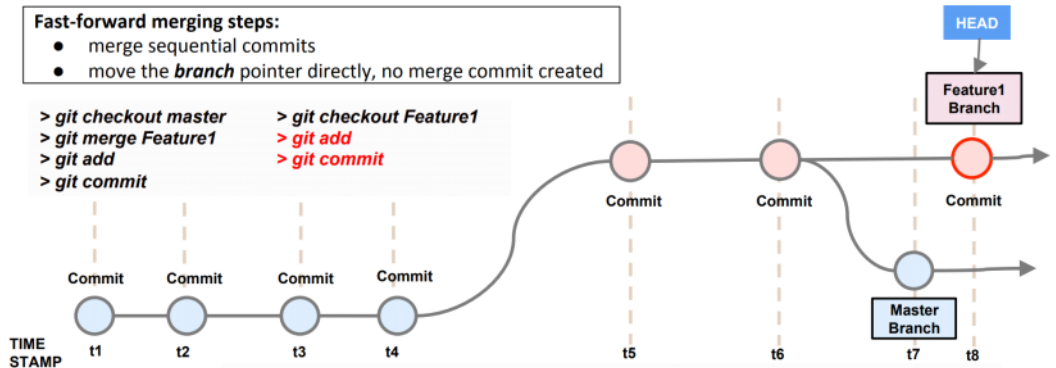 Fast-forward merging steps:
● merge sequential commits
● move the branch pointer directly, no merge commit created
> git checkout master
> git merge Feature1
> git add
> git commit
> git checkout Feature1
> git add
> git commit
HEAD
Feature1
Branch
Commit
Commit
Commit
Commit
Commit
Commit
Commit
Master
Branch
TIME
STAMP
t1
t2
t3
t4
t5
t6
t7
t8